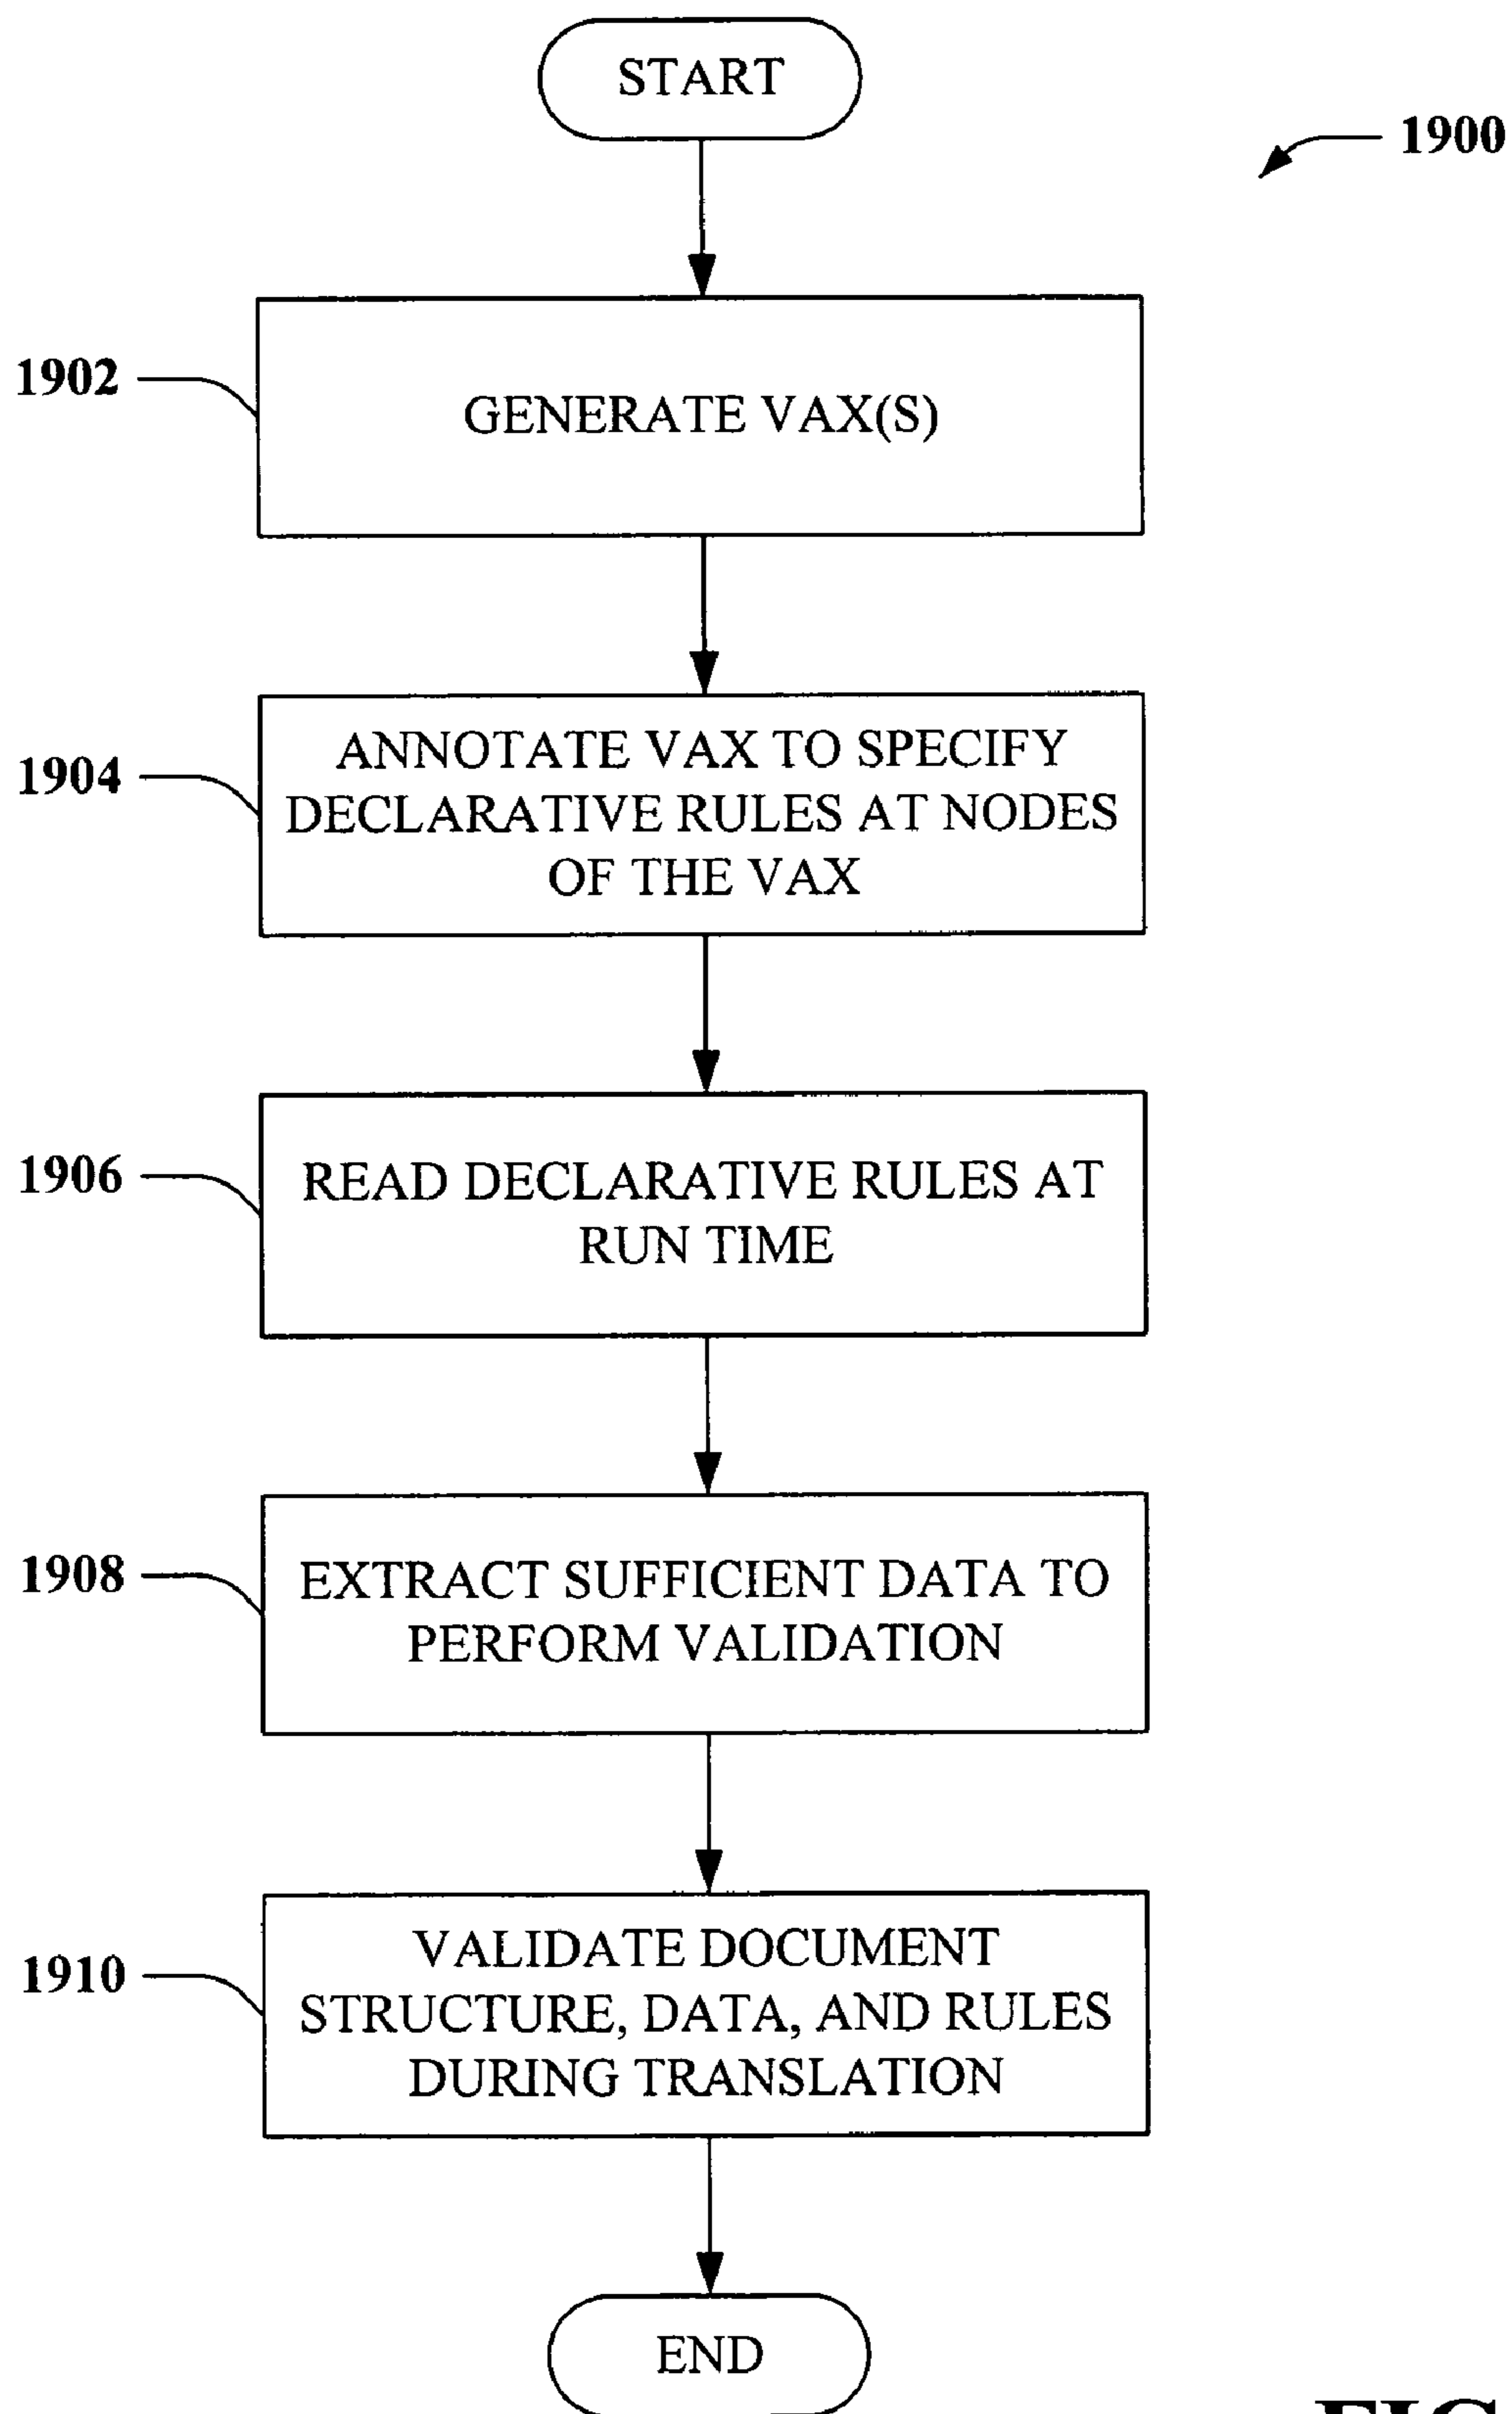 START
1900
1902
GENERATE VAX(S)
1904
ANNOTATE VAX TO SPECIFY
DECLARATIVE RULES AT NODES
OF THE VAX
1906
READ DECLARATIVE RULES AT
RUN TIME
1908
EXTRACT SUFFICIENT DATA TO
PERFORM VALIDATION
1910
VALIDATE DOCUMENT
STRUCTURE, DATA, AND RULES
DURING TRANSLATION
END